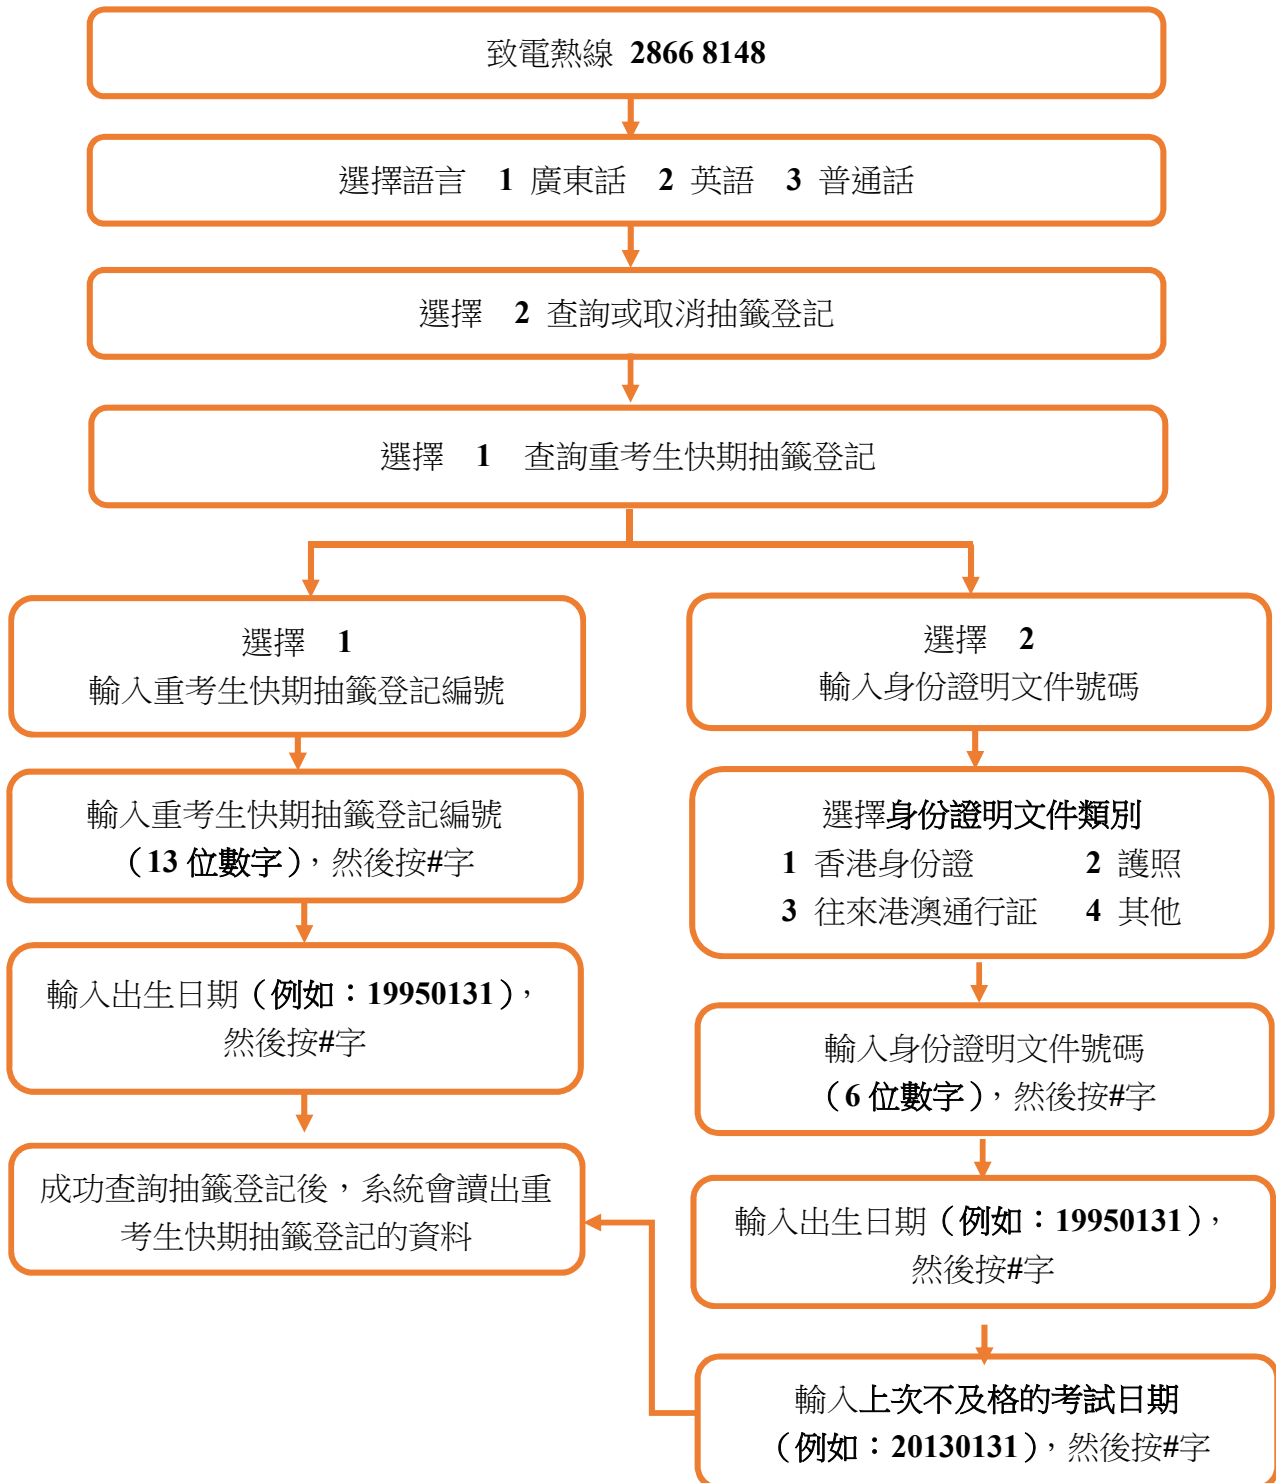 致電熱線 2866 8148
選擇語言 1 廣東話 2 英語 3 普通話
選擇 2 查詢或取消抽籤登記
選擇 1 查詢重考生快期抽籤登記
選擇 1
輸入重考生快期抽籤登記編號
輸入重考生快期抽籤登記編號
（13 位數字），然後按#字
輸入出生日期（例如：19950131），
然後按#字
成功查詢抽籤登記後，系統會讀出重
考生快期抽籤登記的資料
選擇 2
輸入身份證明文件號碼
選擇身份證明文件類別
1 香港身份證 2 護照
3 往來港澳通行証 4 其他
輸入身份證明文件號碼
（6 位數字），然後按#字
輸入出生日期（例如：19950131），
然後按#字
輸入上次不及格的考試日期
（例如：20130131），然後按#字